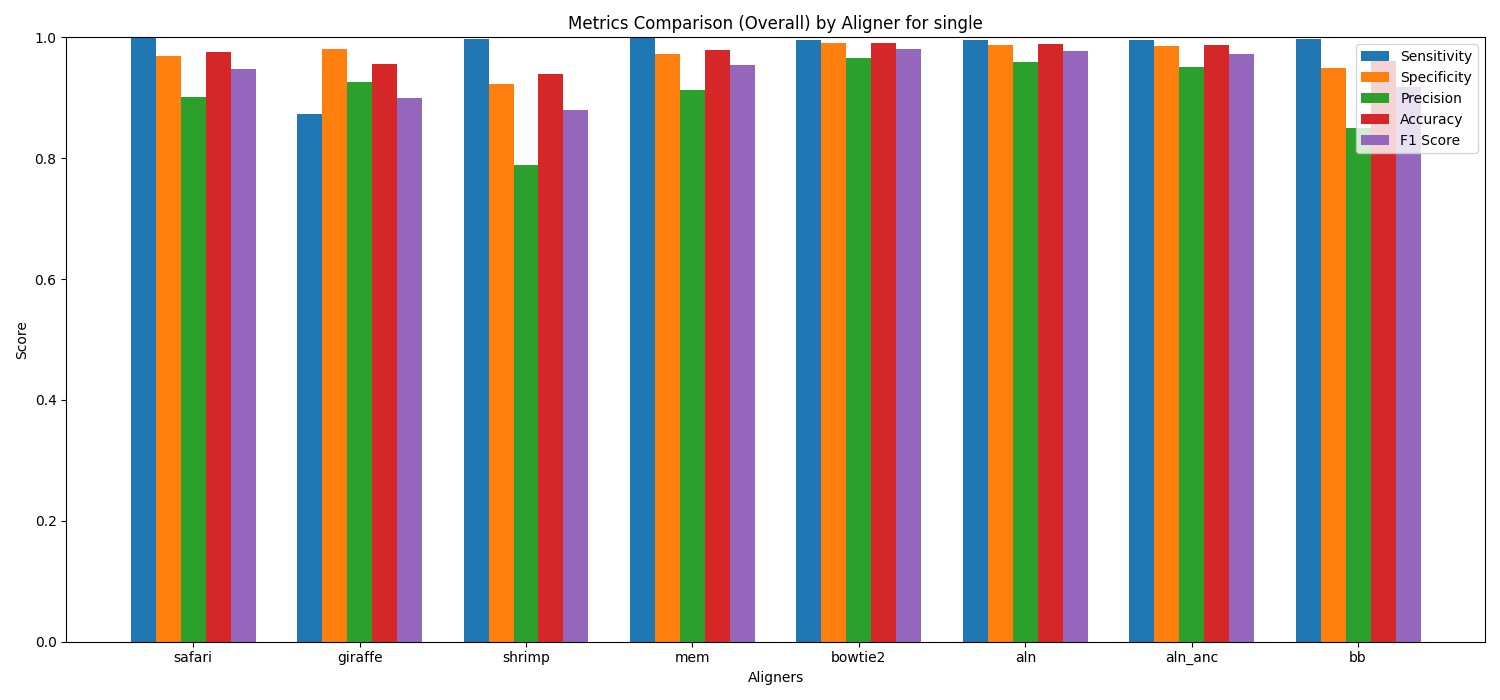 Metrics Comparison (Overall) by Aligner for single
1.0
0.8
0.6
0.4
0.2
0.0
Score
Sensitivity
Specificity
Precision
Accuracy
F1 Score
safari giraffe shrimp mem bowtie2 aln aln_anc bb
Aligners